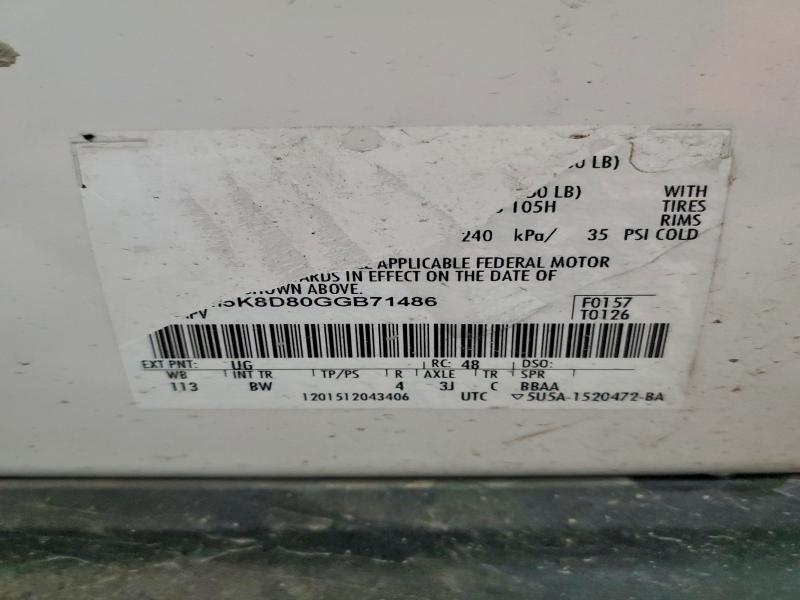 LB)
LB) WITH
105H TIRES
RIMS
240 kPa/ 35 PSI COLD
APPLICABLE FEDERAL MOTOR
ARDS IN EFFECT ON THE DATE OF
OWN ABOVE.
5K8D80GGB71486 F0157
PV T0126
EXT PNT: UG RC: 48 DSO:
WB INT TR TP/PS R AXLE TR SPR
113 BW 4 3J C BBAA
1201512043406 UTC ▽5U5A-1520472-BA